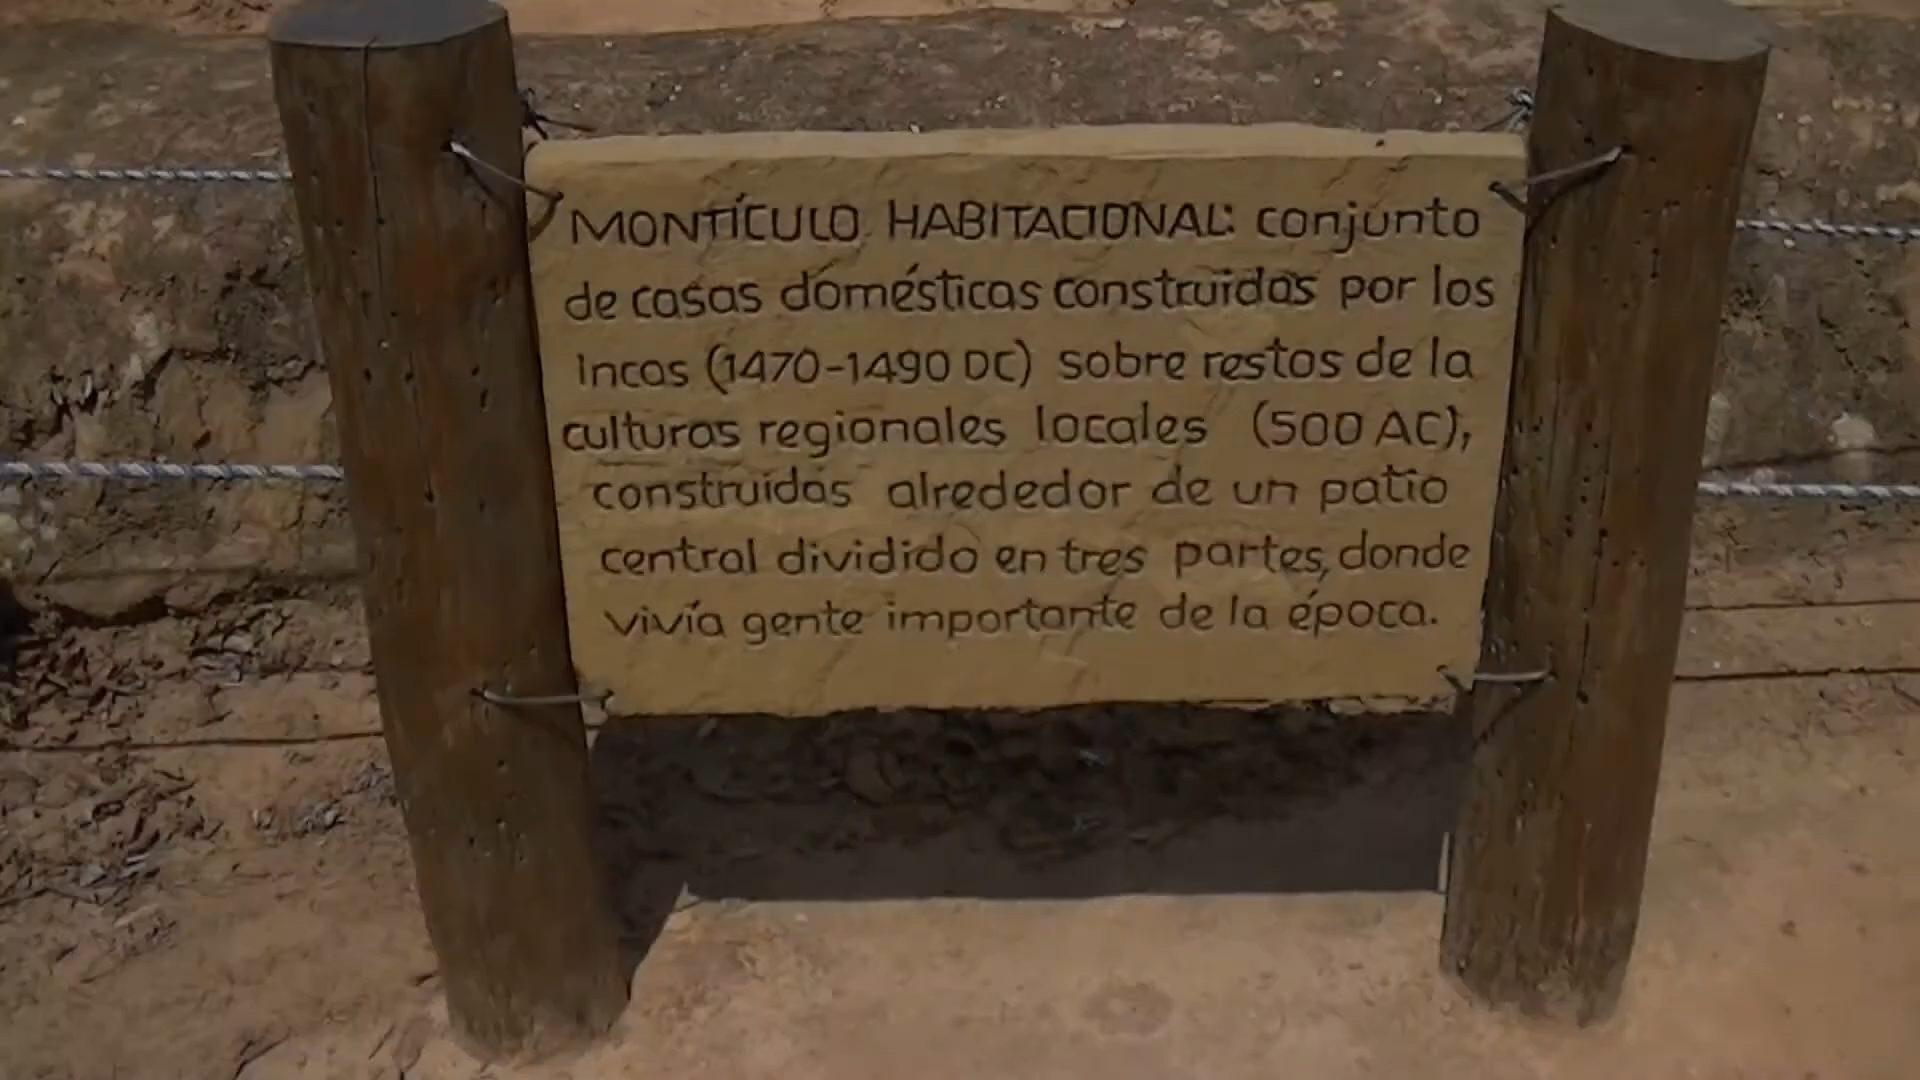 MONTÍCULO HABITACIONAL: conjunto
de casas domésticas construidas por los
Incas (1470-1490 DC) sobre restos de la
culturas regionales locales (500 AC),
construidas alrededor de un patio
central dividido en tres partes, donde
vivía gente importante de la época.